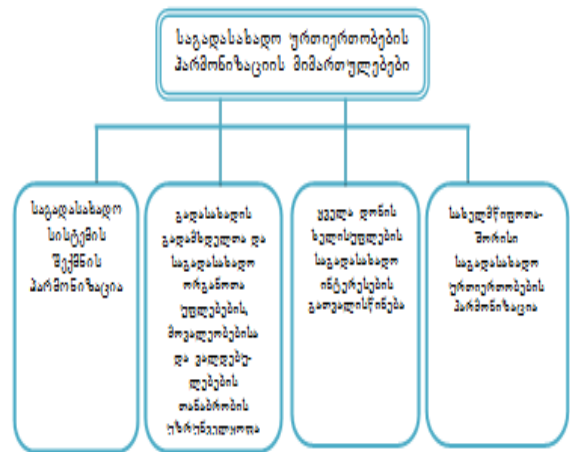 საგადასახადო ურთიერთობების
ჰარმონიზაციის მიმართულებები
საგადასახადო
სისტემის
შექმნის
ჰარმონიზაცია
გადასახადის
გადამხდელთა და
საგადასახადო
ორგანოთა
უფლებების,
მოვალეობებისა
და ვალდებუ-
ლებების
თანაბრობის
უზრუნველყოფა
ყველა დონის
ხელისუფლების
საგადასახადო
ინტერესების
გათვალისწინება
სახელმწიფოთა-
შორისი
საგადასახადო
ურთიერთობების
ჰარმონიზაცია